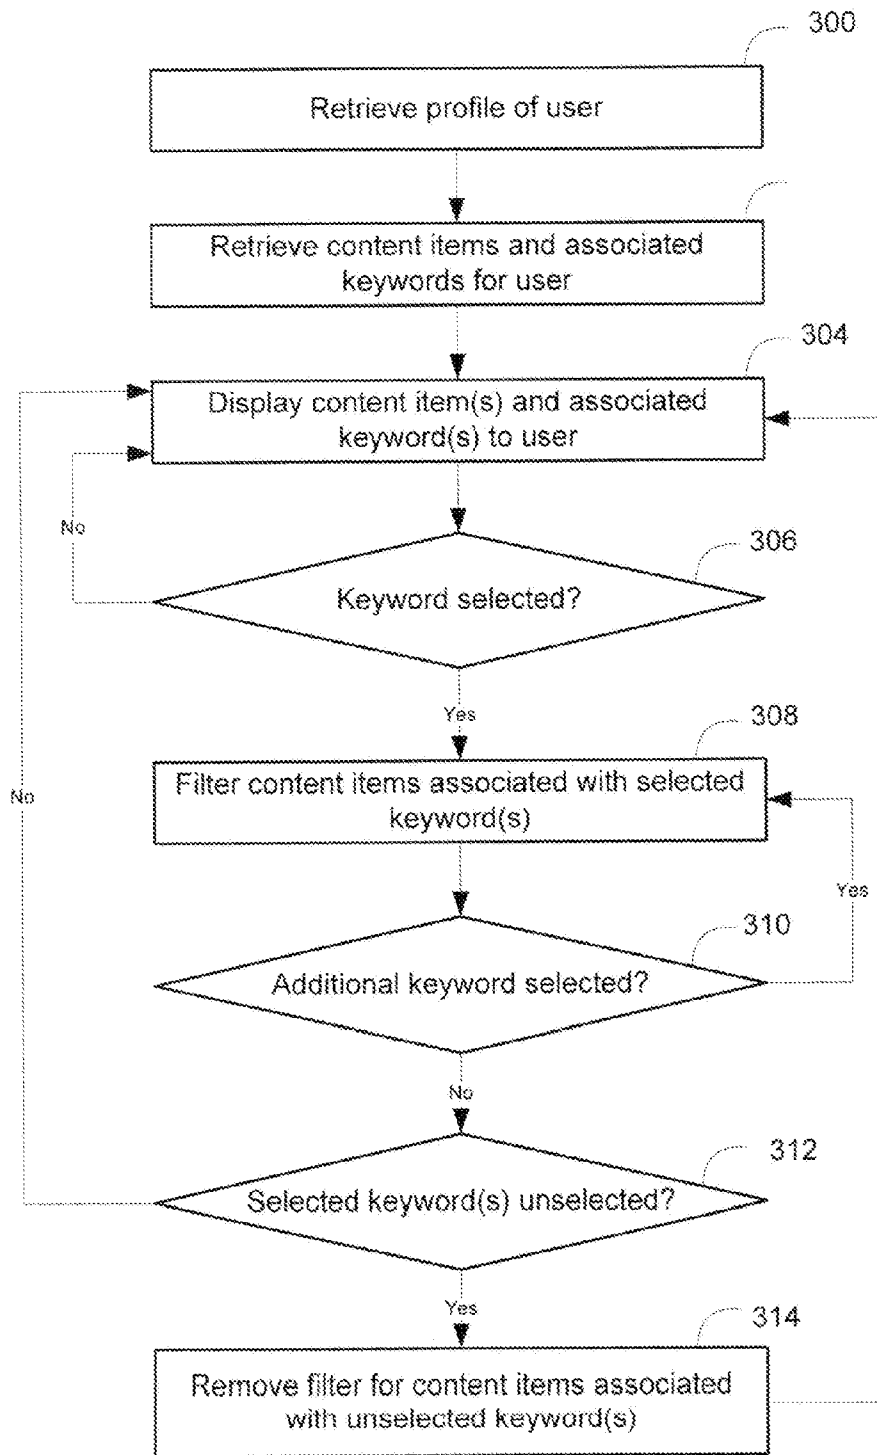 300
Retrieve profile of user
Retrieve content items and associated
keywords for user
304
Display content item(s) and associated
keyword(s) to user
No
306
Keyword selected?
Yes
308
Filter content items associated with selected
keyword(s)
No
Yes
310
Additional keyword selected?
No
312
Selected keyword(s) unselected?
Yes
314
Remove filter for content items associated
with unselected keyword(s)